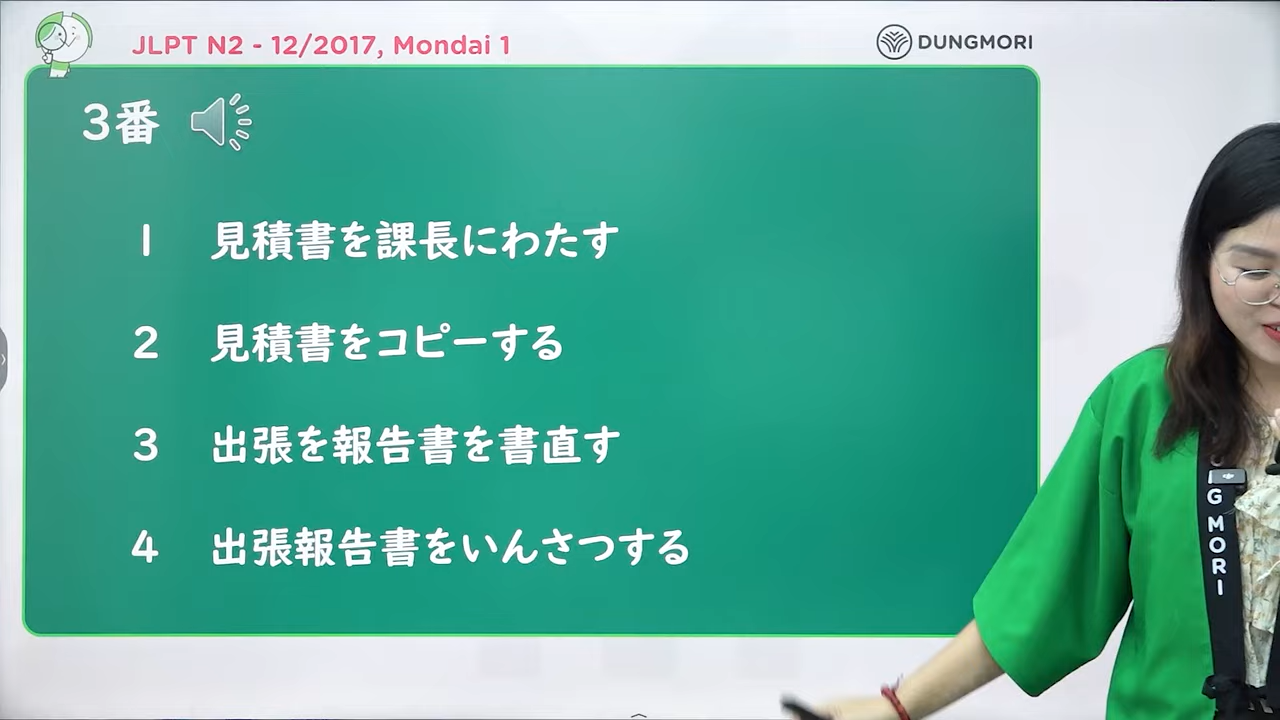 JLPT N2 - 12/2017, Mondai 1
DUNGMORI
3番
1 見積書を課長にわたす
2 見積書をコピーする
3 出張を報告書を書直す
4 出張報告書をいんさつする
G MORI